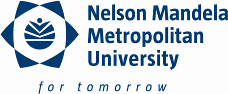 Nelson Mandela
Metropolitan
University
for tomorrow